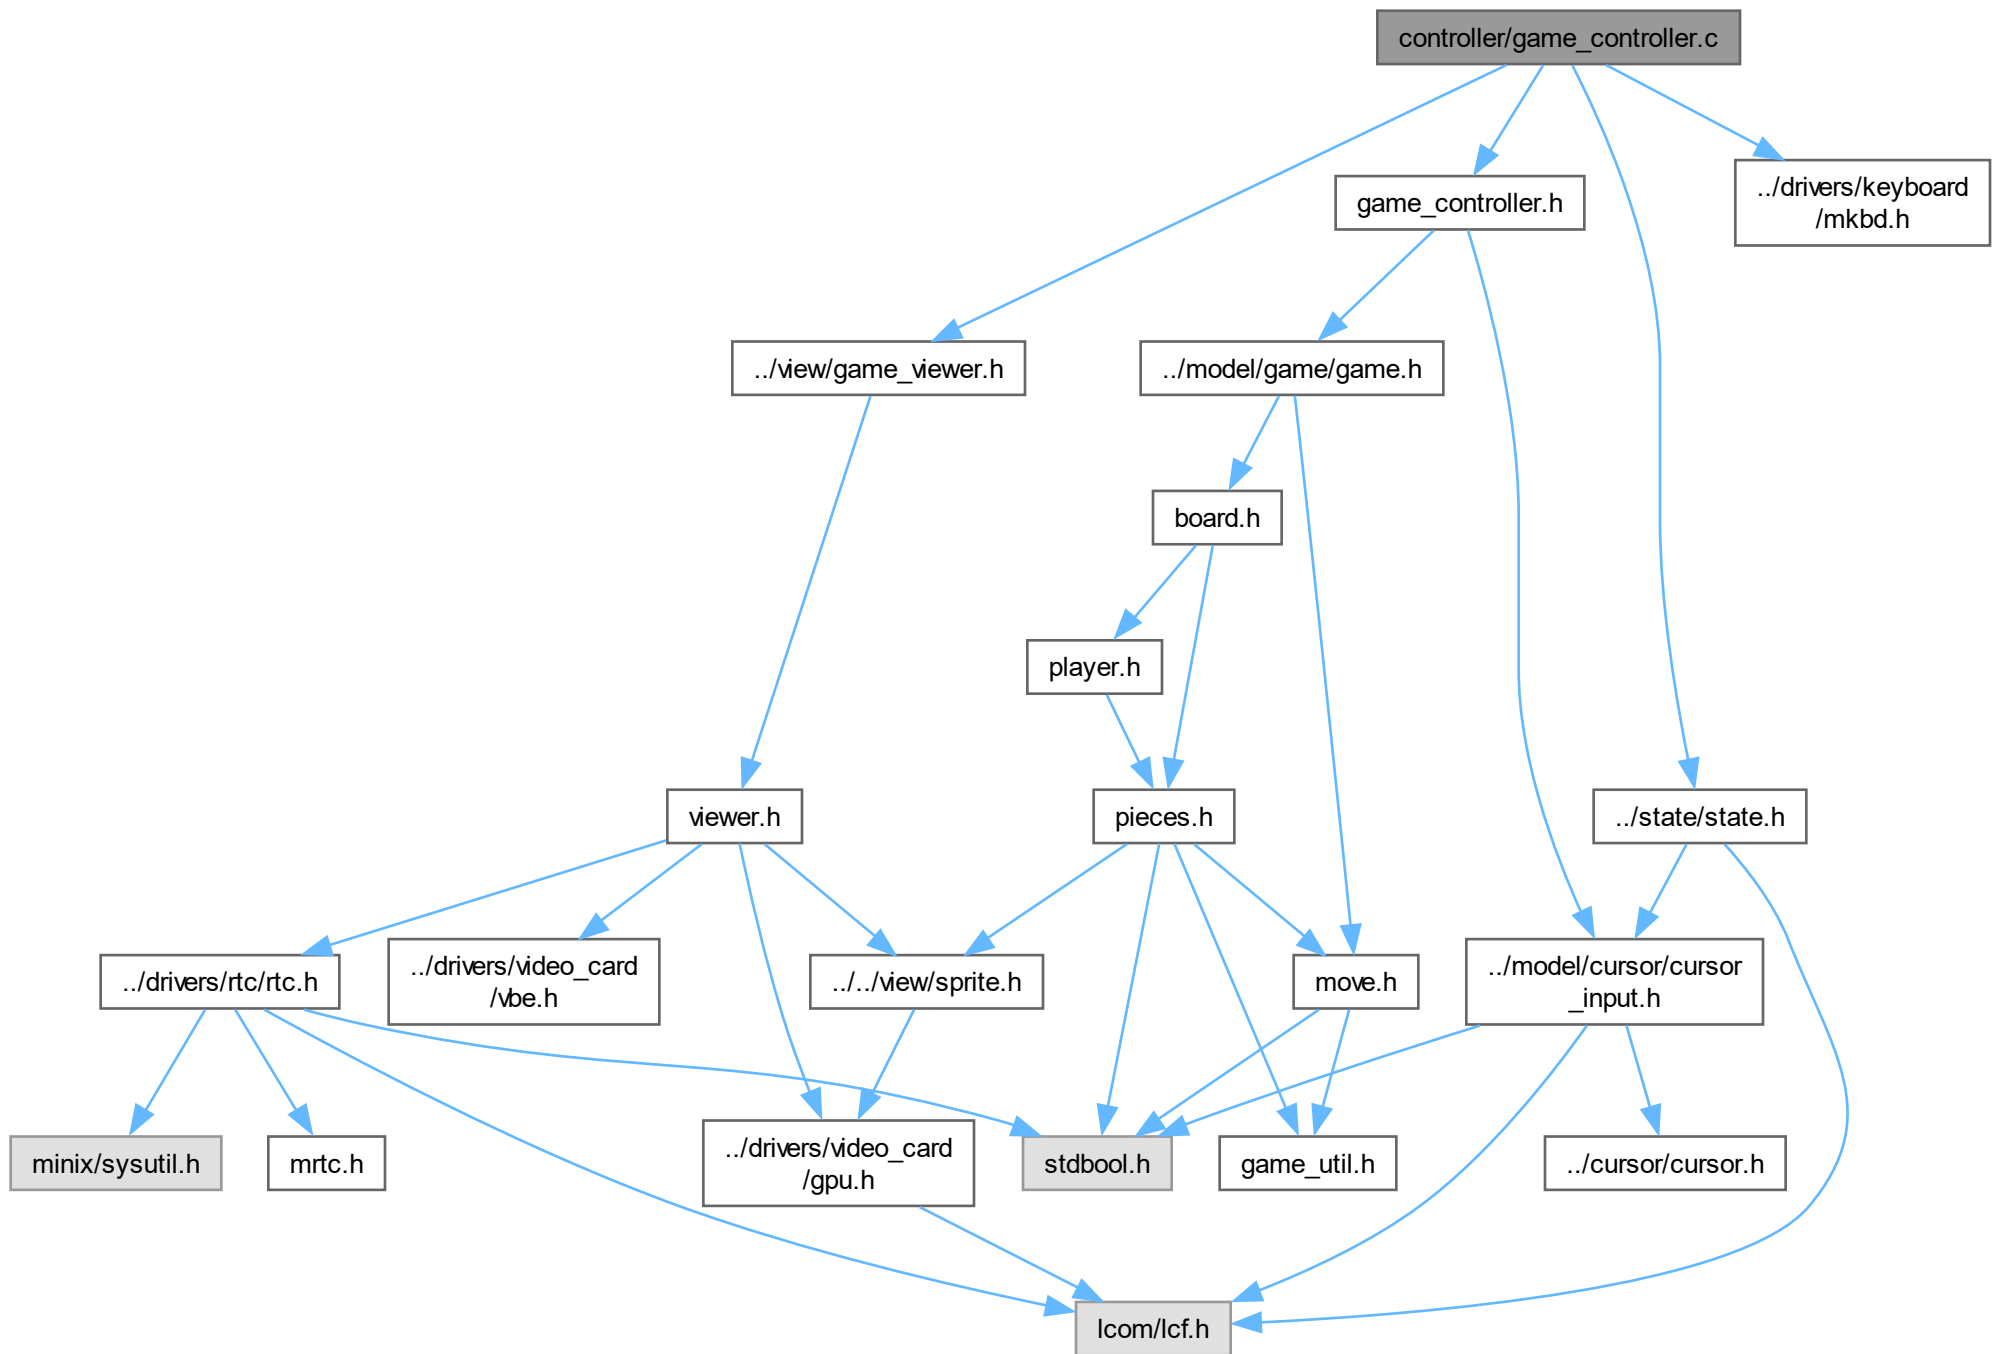 controller/game_controller.c
../drivers/keyboard
/mkbd.h
game_controller.h
../view/game_viewer.h
../model/game/game.h
board.h
player.h
viewer.h
pieces.h
../state/state.h
../drivers/rtc/rtc.h
../drivers/video_card
/vbe.h
../../view/sprite.h
move.h
../model/cursor/cursor
_input.h
minix/sysutil.h
mrtc.h
../drivers/video_card
/gpu.h
stdbool.h
game_util.h
../cursor/cursor.h
lcom/lcf.h